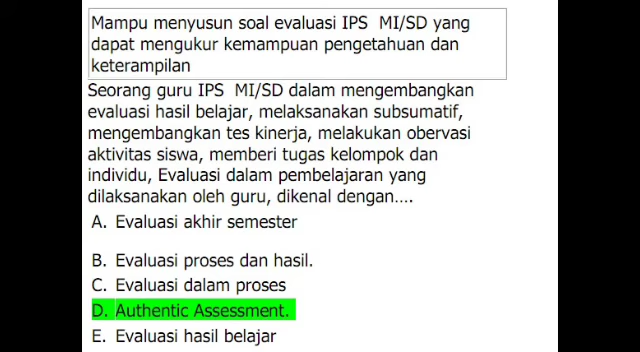 Mampu menyusun soal evaluasi IPS MI/SD yang
dapat mengukur kemampuan pengetahuan dan
keterampilan
Seorang guru IPS MI/SD dalam mengembangkan
evaluasi hasil belajar, melaksanakan subsumatif,
mengembangkan tes kinerja, melakukan obervasi
aktivitas siswa, memberi tugas kelompok dan
individu, Evaluasi dalam pembelajaran yang
dilaksanakan oleh guru, dikenal dengan....
A. Evaluasi akhir semester
B. Evaluasi proses dan hasil.
C. Evaluasi dalam proses
D. Authentic Assessment.
E. Evaluasi hasil belajar